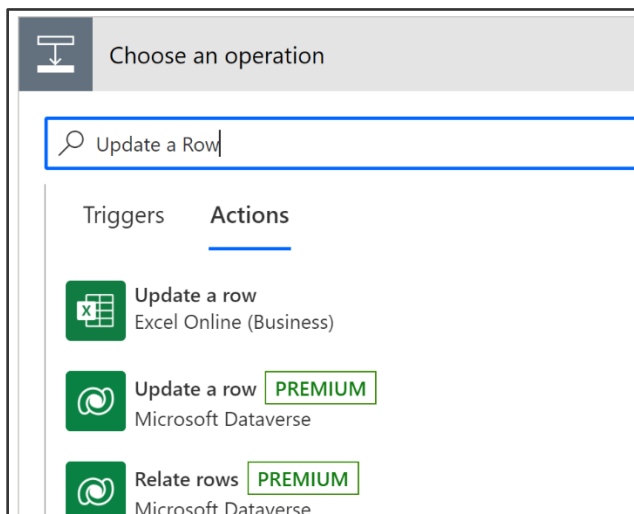 Choose an operation
Update a Row
Triggers Actions
Update a row
Excel Online (Business)
Update a row PREMIUM
Microsoft Dataverse
Relate rows PREMIUM
Microsoft Dataverse